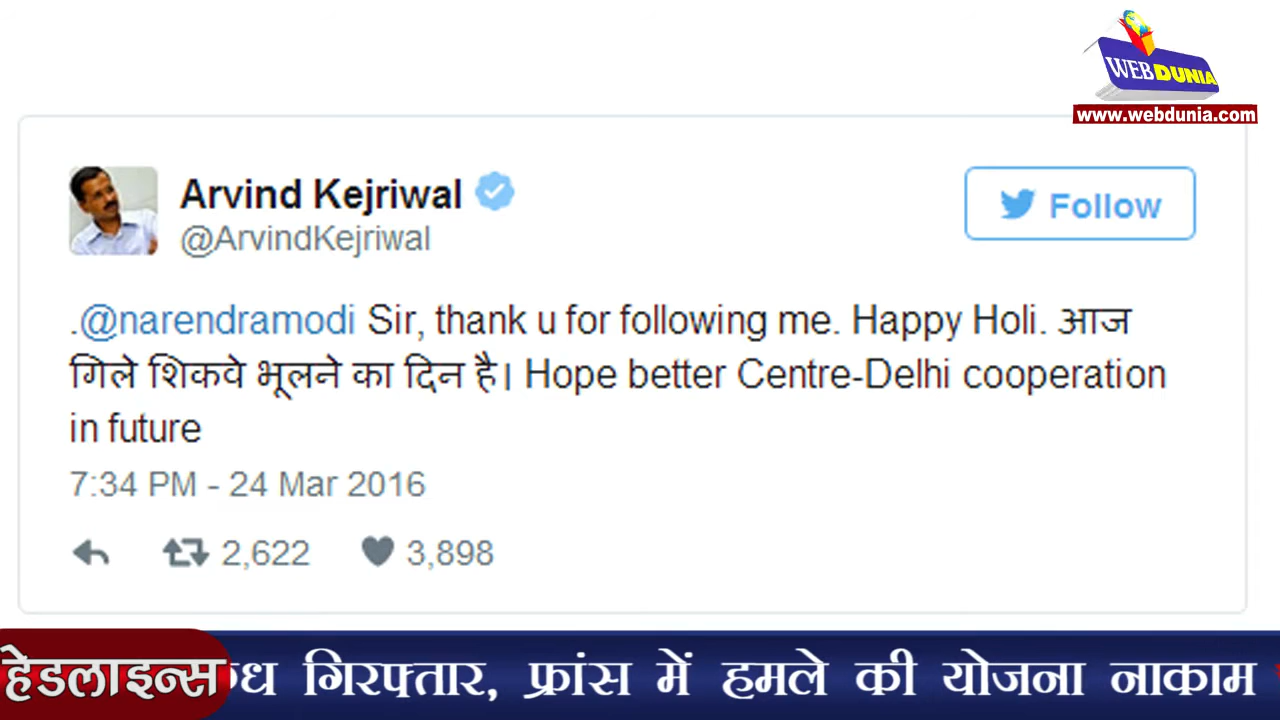 WEBDUNIA
www.webdunia.com
Arvind Kejriwal
@ArvindKejriwal
Follow
.@narendramodi Sir, thank u for following me. Happy Holi. आज
गिले शिकवे भूलने का दिन है। Hope better Centre-Delhi cooperation
in future
7:34 PM - 24 Mar 2016
2,622 3,898
हेडलाइन्स
गिरफ्तार, फ्रांस में हमले की योजना नाकाम